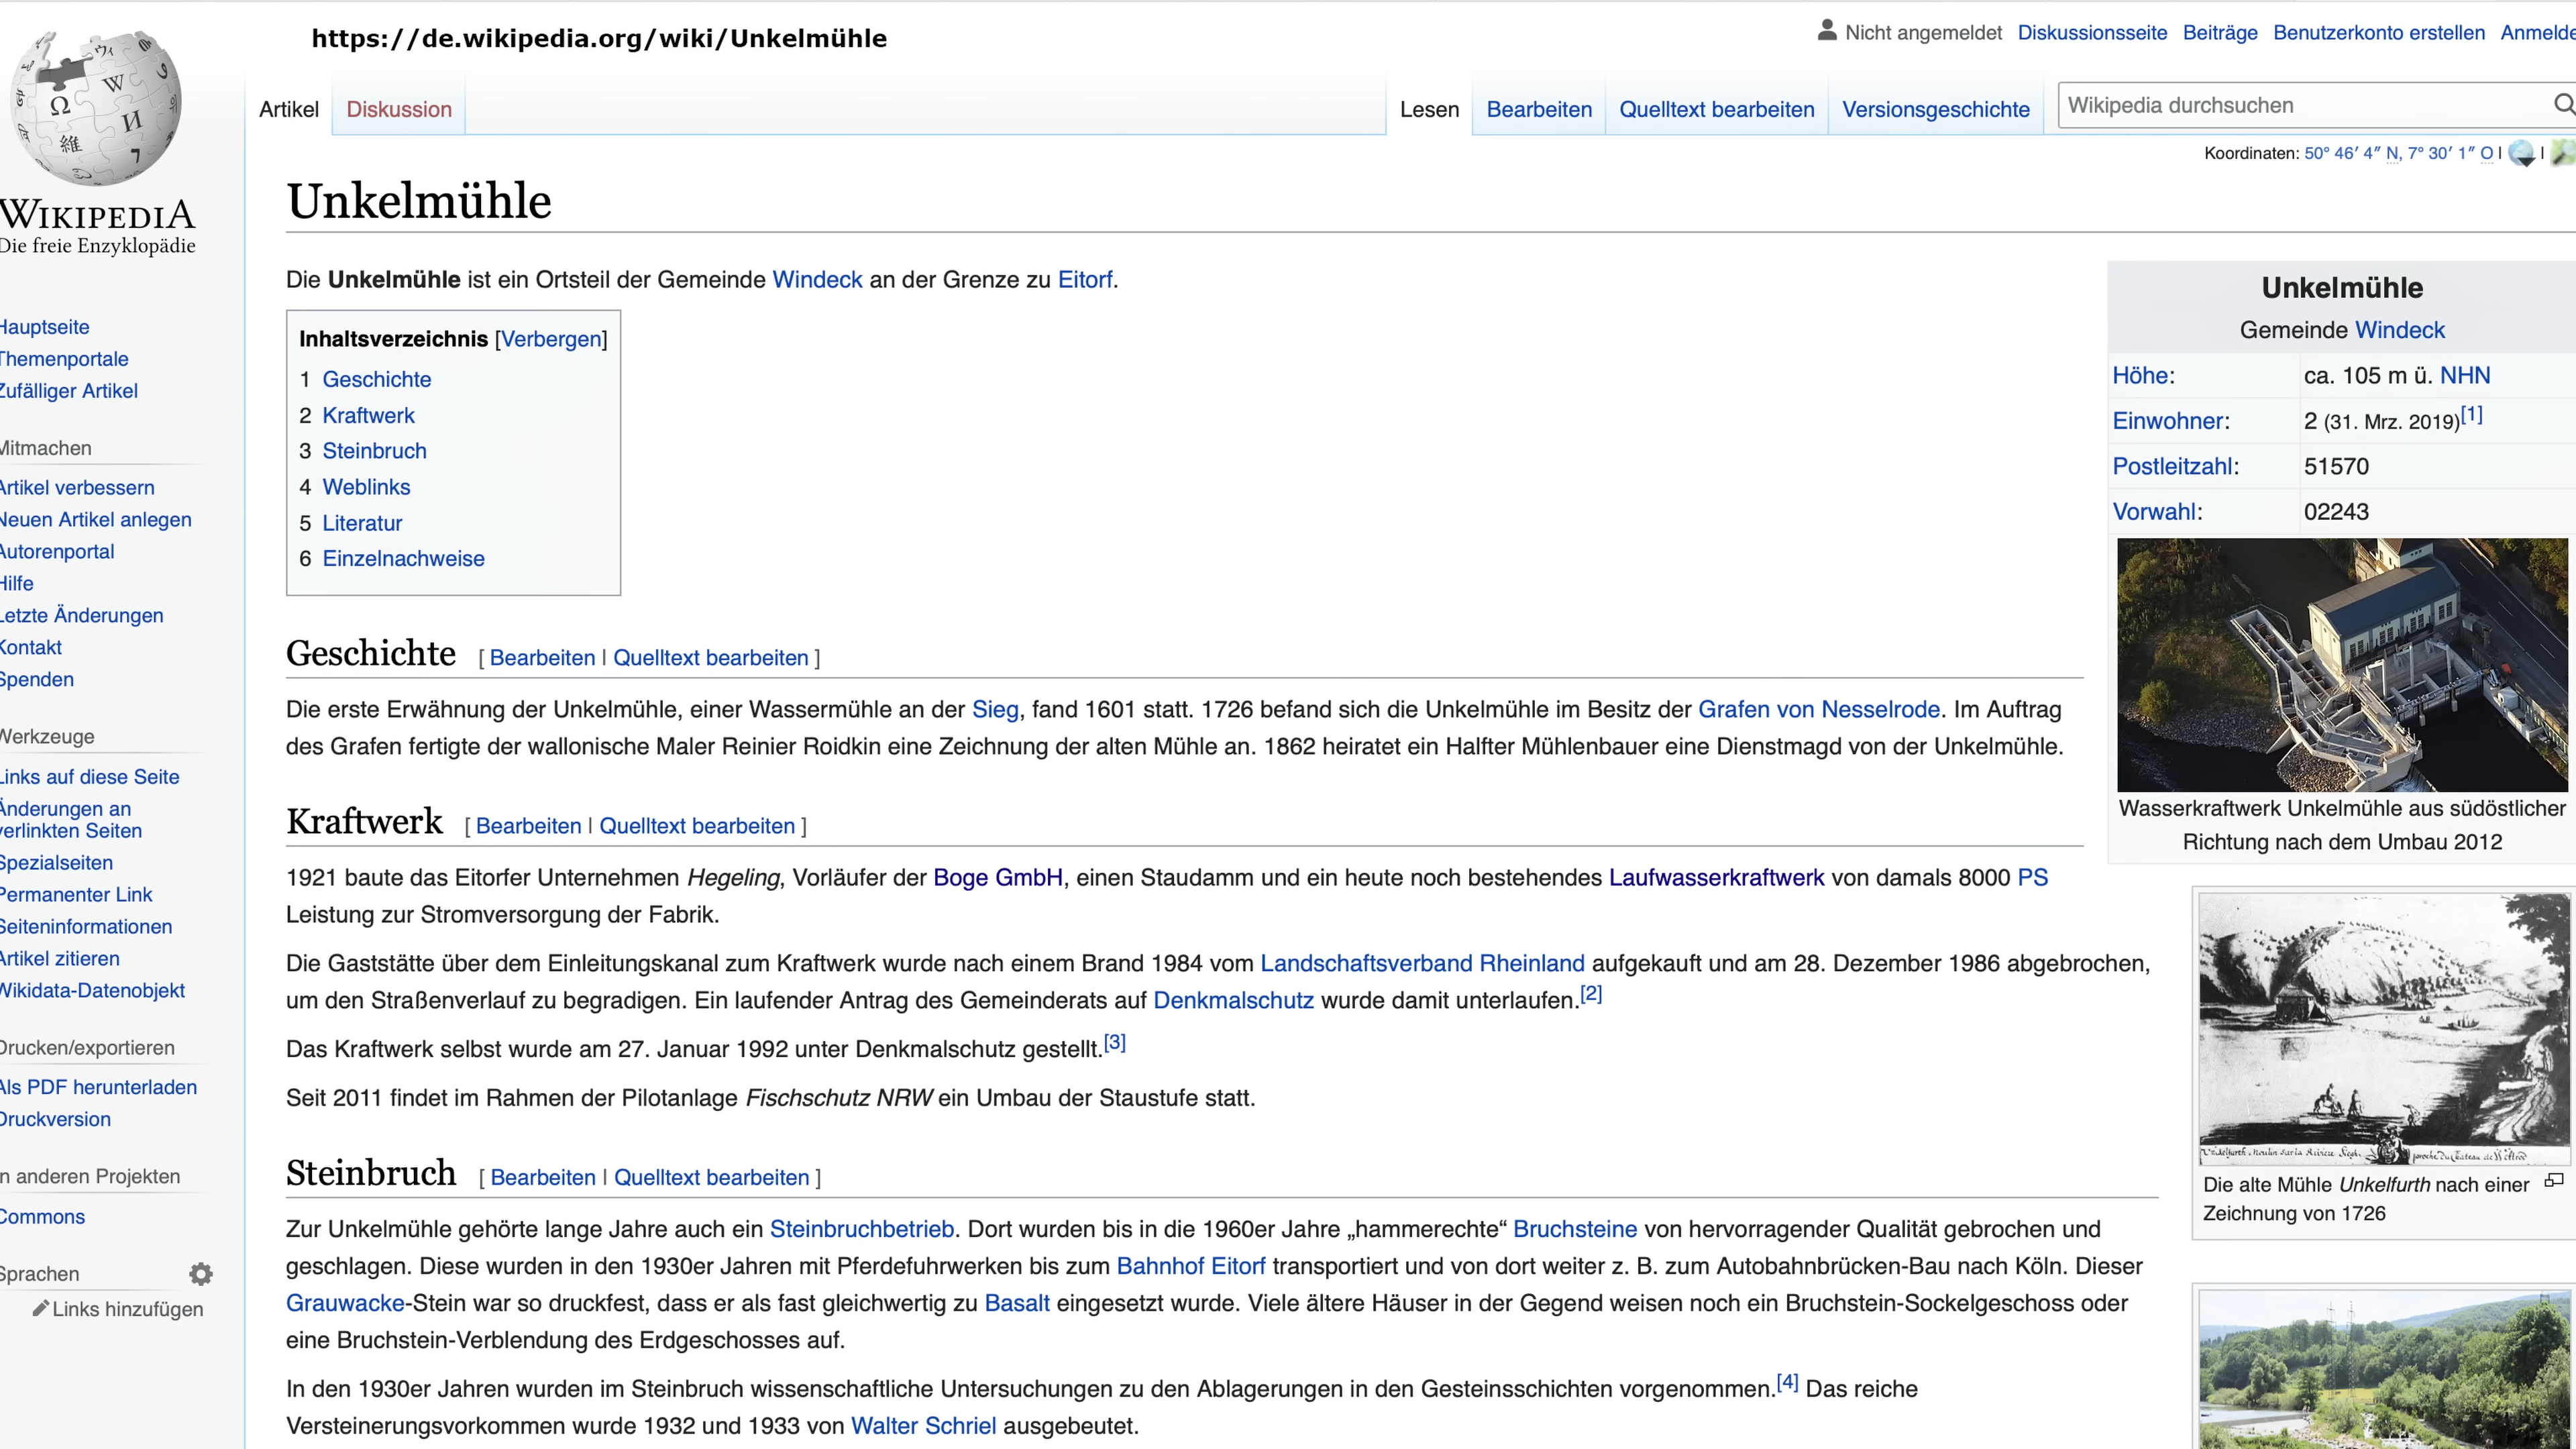 https://de.wikipedia.org/wiki/Unkelmühle
Nicht angemeldet Diskussionsseite Beiträge Benutzerkonto erstellen Anmelde
Artikel Diskussion Lesen Bearbeiten Quelltext bearbeiten Versionsgeschichte Wikipedia durchsuchen
Koordinaten: 50° 46′ 4″ N, 7° 30′ 1″ O |
WIKIPEDIA
Die freie Enzyklopädie
Hauptseite
Themenportale
Zufälliger Artikel
Mitmachen
Artikel verbessern
Neuen Artikel anlegen
Autorenportal
Hilfe
Letzte Änderungen
Kontakt
Spenden
Werkzeuge
Links auf diese Seite
Änderungen an
verlinkten Seiten
Spezialseiten
Permanenter Link
Seiteninformationen
Artikel zitieren
Wikidata-Datenobjekt
Drucken/exportieren
Als PDF herunterladen
Druckversion
In anderen Projekten
Commons
Sprachen
Links hinzufügen
Unkelmühle
Die Unkelmühle ist ein Ortsteil der Gemeinde Windeck an der Grenze zu Eitorf.
Inhaltsverzeichnis [Verbergen]
1 Geschichte
2 Kraftwerk
3 Steinbruch
4 Weblinks
5 Literatur
6 Einzelnachweise
Geschichte [ Bearbeiten | Quelltext bearbeiten ]
Die erste Erwähnung der Unkelmühle, einer Wassermühle an der Sieg, fand 1601 statt. 1726 befand sich die Unkelmühle im Besitz der Grafen von Nesselrode. Im Auftrag
des Grafen fertigte der wallonische Maler Reinier Roidkin eine Zeichnung der alten Mühle an. 1862 heiratet ein Halfter Mühlenbauer eine Dienstmagd von der Unkelmühle.
Kraftwerk [ Bearbeiten | Quelltext bearbeiten ]
1921 baute das Eitorfer Unternehmen Hegeling, Vorläufer der Boge GmbH, einen Staudamm und ein heute noch bestehendes Laufwasserkraftwerk von damals 8000 PS
Leistung zur Stromversorgung der Fabrik.
Die Gaststätte über dem Einleitungskanal zum Kraftwerk wurde nach einem Brand 1984 vom Landschaftsverband Rheinland aufgekauft und am 28. Dezember 1986 abgebrochen,
um den Straßenverlauf zu begradigen. Ein laufender Antrag des Gemeinderats auf Denkmalschutz wurde damit unterlaufen.[2]
Das Kraftwerk selbst wurde am 27. Januar 1992 unter Denkmalschutz gestellt.[3]
Seit 2011 findet im Rahmen der Pilotanlage Fischschutz NRW ein Umbau der Staustufe statt.
Steinbruch [ Bearbeiten | Quelltext bearbeiten ]
Zur Unkelmühle gehörte lange Jahre auch ein Steinbruchbetrieb. Dort wurden bis in die 1960er Jahre „hammerechte“ Bruchsteine von hervorragender Qualität gebrochen und
geschlagen. Diese wurden in den 1930er Jahren mit Pferdefuhrwerken bis zum Bahnhof Eitorf transportiert und von dort weiter z. B. zum Autobahnbrücken-Bau nach Köln. Dieser
Grauwacke-Stein war so druckfest, dass er als fast gleichwertig zu Basalt eingesetzt wurde. Viele ältere Häuser in der Gegend weisen noch ein Bruchstein-Sockelgeschoss oder
eine Bruchstein-Verblendung des Erdgeschosses auf.
In den 1930er Jahren wurden im Steinbruch wissenschaftliche Untersuchungen zu den Ablagerungen in den Gesteinsschichten vorgenommen.[4] Das reiche
Versteinerungsvorkommen wurde 1932 und 1933 von Walter Schriel ausgebeutet.
Unkelmühle
Gemeinde Windeck
Höhe: ca. 105 m ü. NHN
Einwohner: 2 (31. Mrz. 2019)[1]
Postleitzahl: 51570
Vorwahl: 02243
Wasserkraftwerk Unkelmühle aus südöstlicher
Richtung nach dem Umbau 2012
Die alte Mühle Unkelfurth nach einer
Zeichnung von 1726